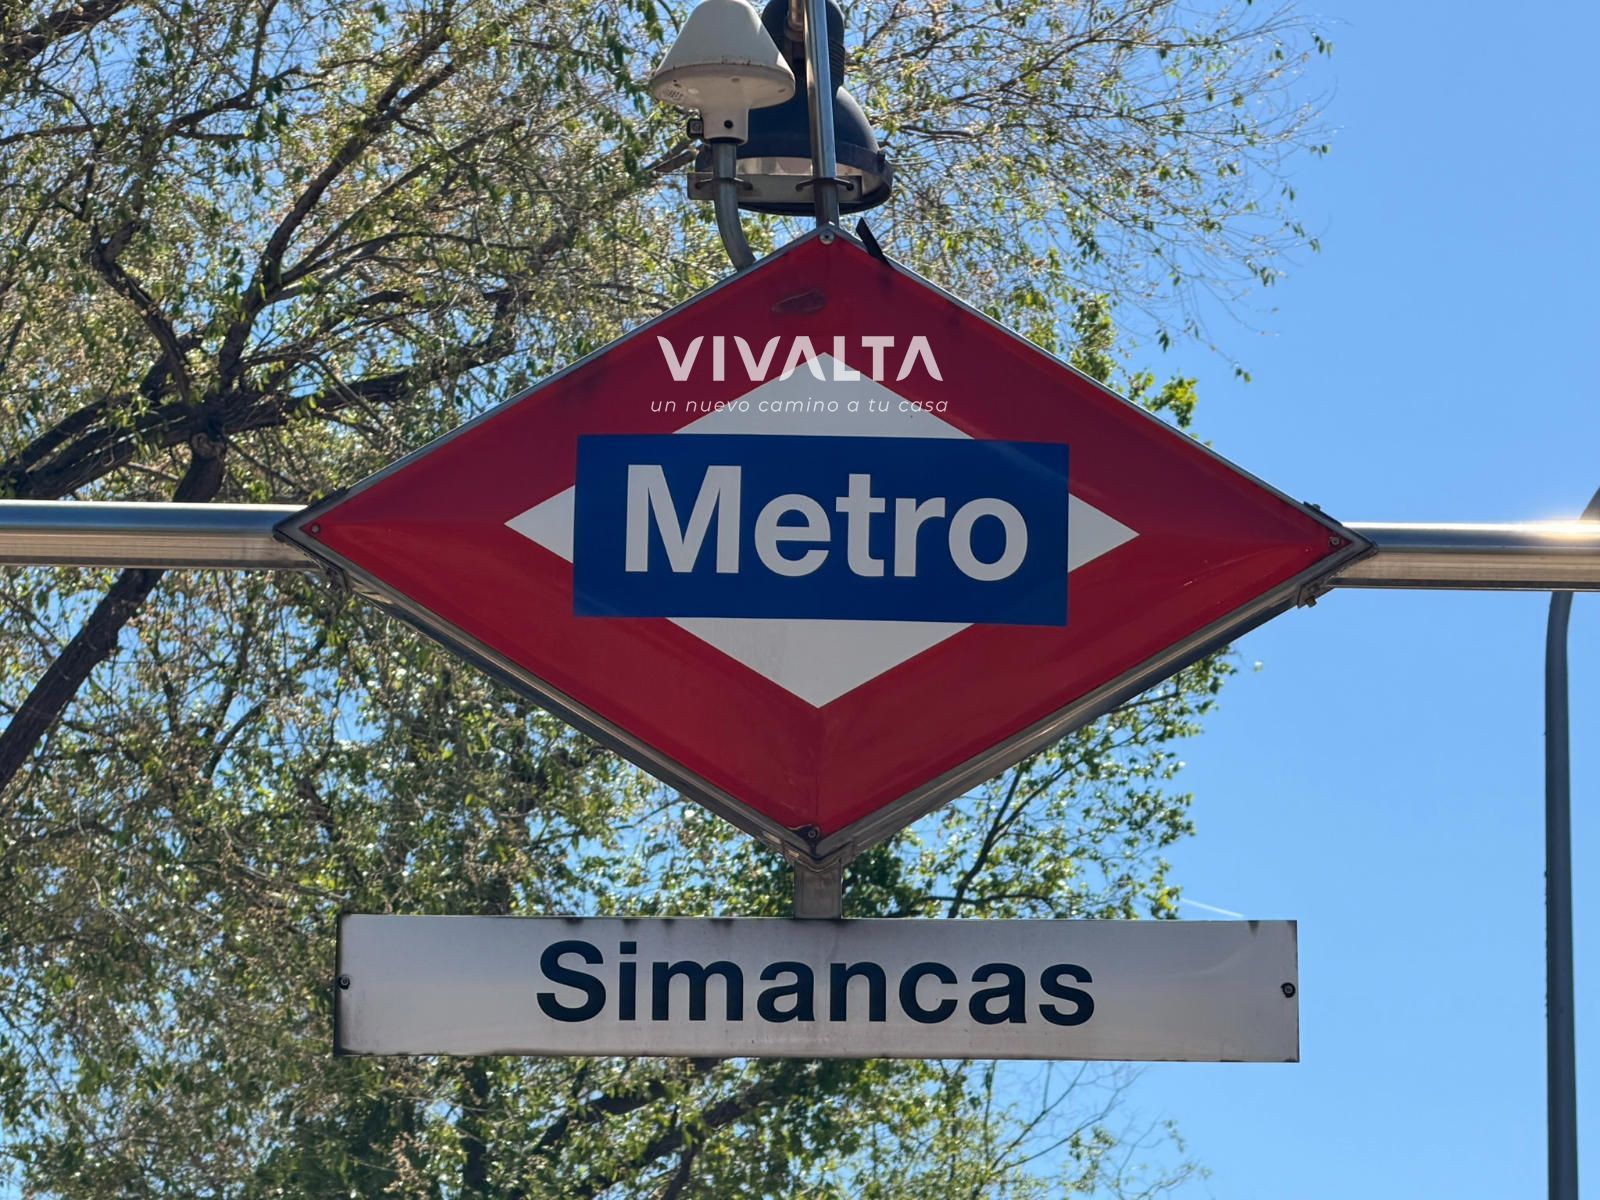 VIVALTA
un nuevo camino a tu casa
Metro
Simancas